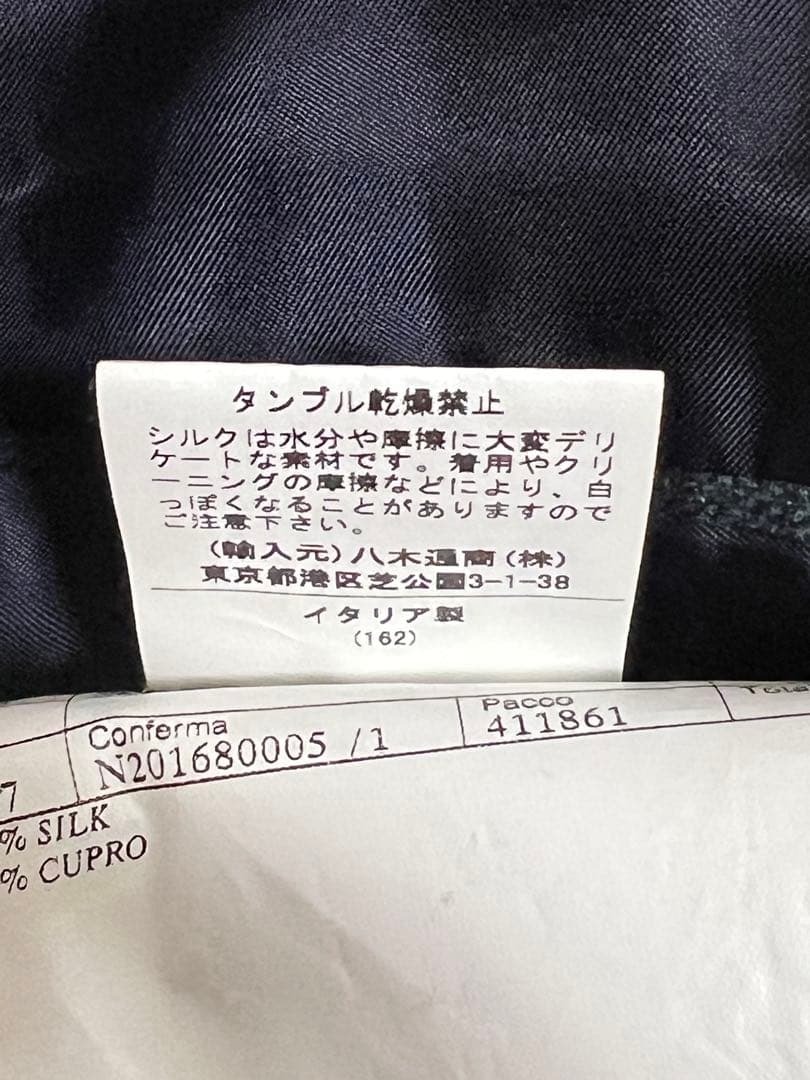 タンブル乾燥禁止
シルクは水分や摩擦に大変デリ
ケートな素材です。着用やクリ
ーニングの摩擦などにより、白
っぽくなることがありますので
ご注意下さい。
(輸入元)八木通商(株)
東京都港区芝公園3-1-38
イタリア製
(162)
Conferma
Pacco
N201680005 /1
411861
7
% SILK
% CUPRO